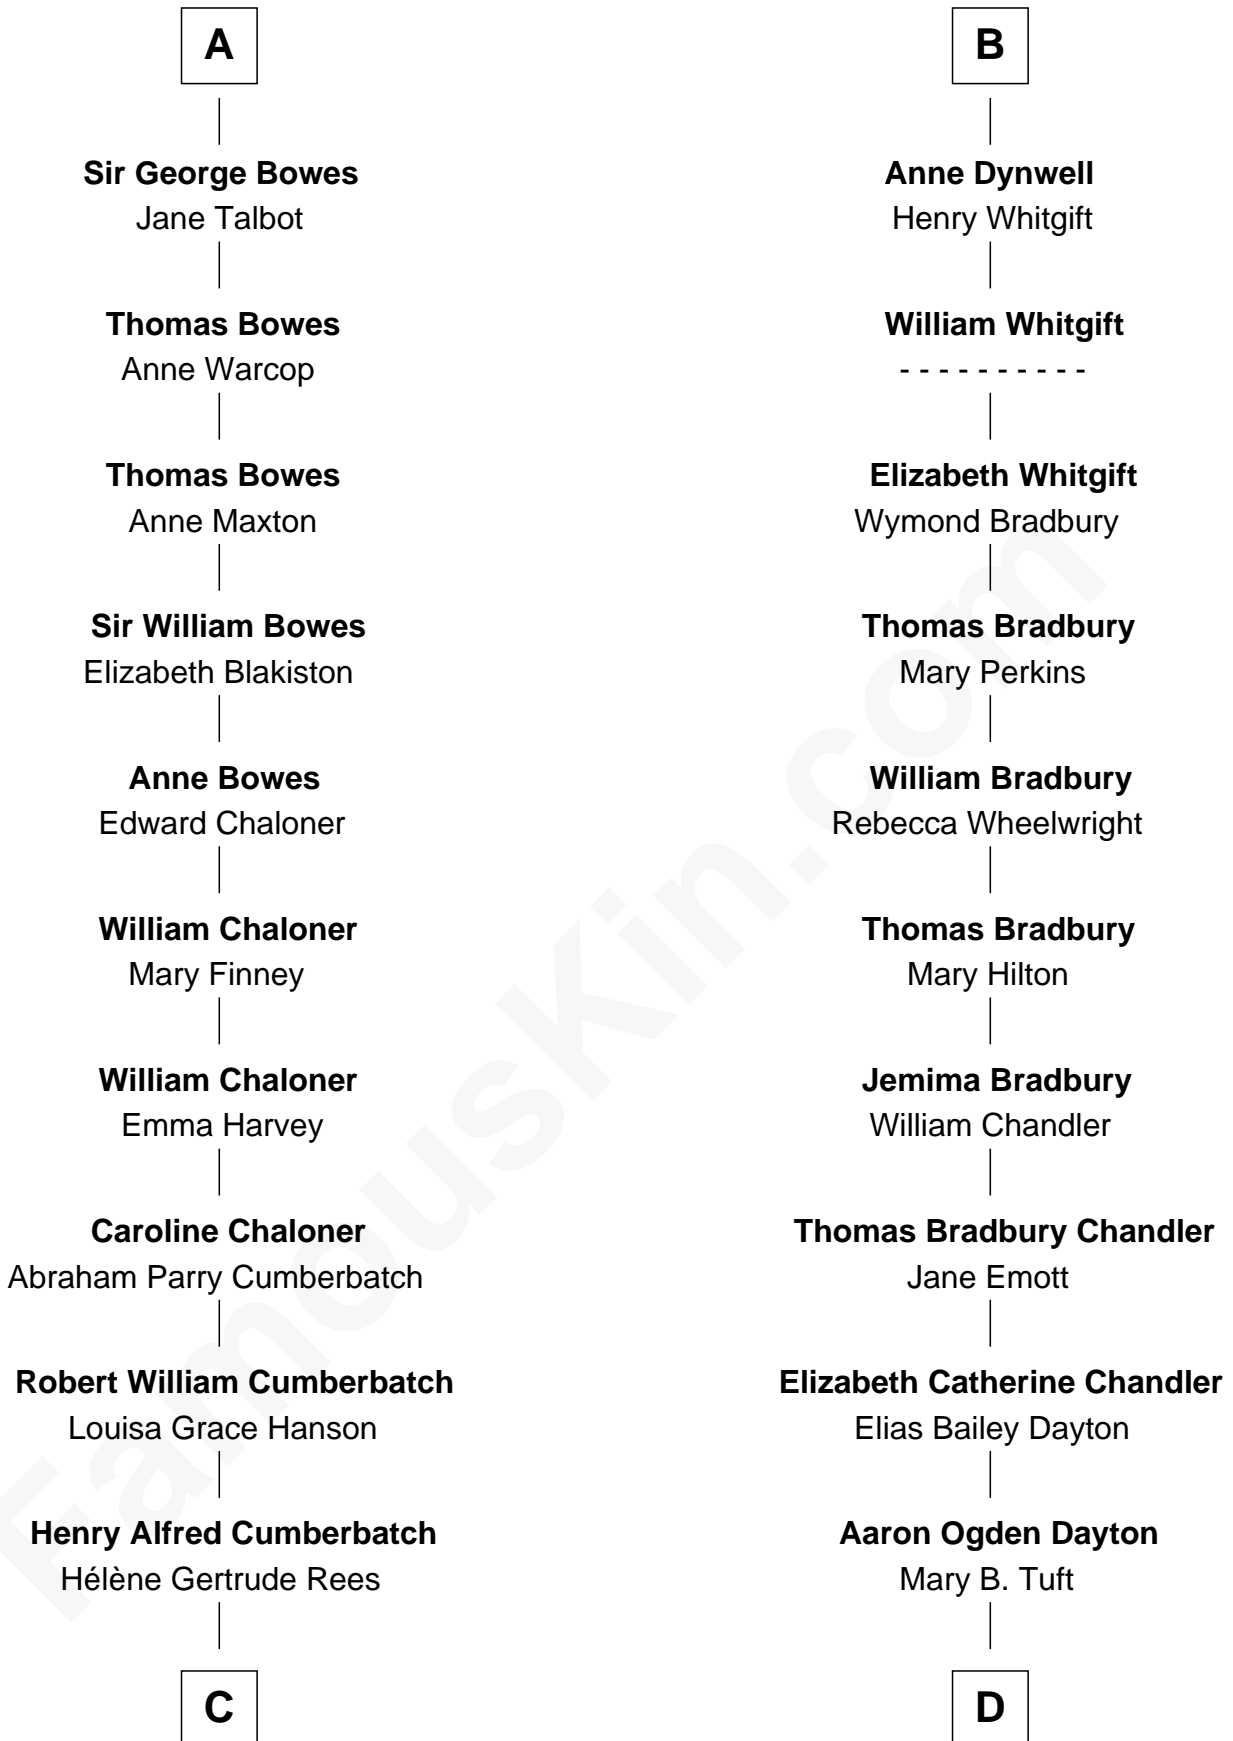 A
Sir George Bowes
Jane Talbot
Thomas Bowes
Anne Warcop
Thomas Bowes
Anne Maxton
Sir William Bowes
Elizabeth Blakiston
Anne Bowes
Edward Chaloner
William Chaloner
Mary Finney
William Chaloner
Emma Harvey
Caroline Chaloner
Abraham Parry Cumberbatch
Robert William Cumberbatch
Louisa Grace Hanson
Henry Alfred Cumberbatch
Hélène Gertrude Rees
C
B
Anne Dynwell
Henry Whitgift
William Whitgift
- - - - - - - - - -
Elizabeth Whitgift
Wymond Bradbury
Thomas Bradbury
Mary Perkins
William Bradbury
Rebecca Wheelwright
Thomas Bradbury
Mary Hilton
Jemima Bradbury
William Chandler
Thomas Bradbury Chandler
Jane Emott
Elizabeth Catherine Chandler
Elias Bailey Dayton
Aaron Ogden Dayton
Mary B. Tuft
D
FamousKin.com